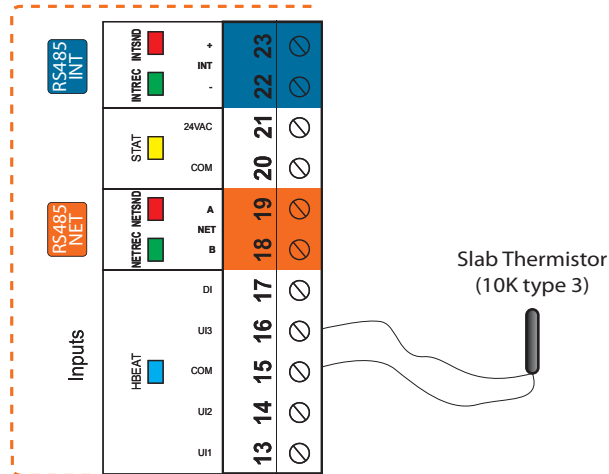 RS485
INT
INTREC INTSND
+
INT
-
23
22
STAT
24VAC
COM
21
20
RS485
NET
NETREC NETSND
A
NET
B
19
18
Inputs
HBEAT
DI
17
UI3
16
COM
15
UI2
14
UI1
13
Slab Thermistor
(10K type 3)